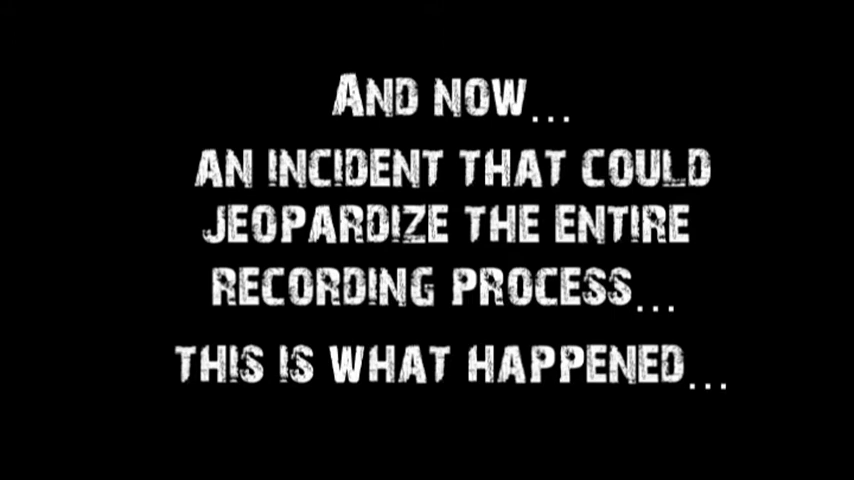 And now...
an incident that could
jeopardize the entire
recording process...
this is what happened...